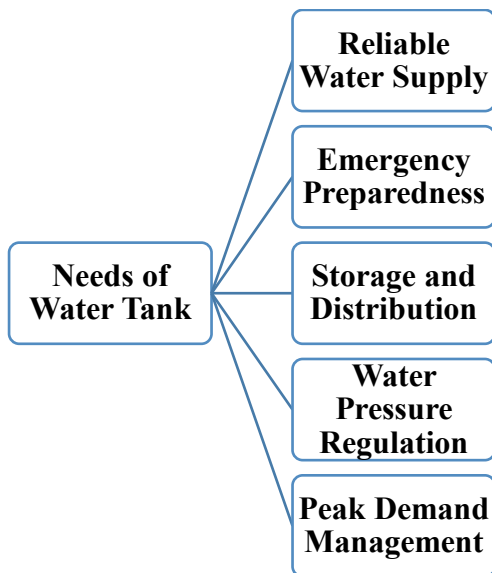 Reliable
Water Supply
Emergency
Preparedness
Needs of
Water Tank
Storage and
Distribution
Water
Pressure
Regulation
Peak Demand
Management